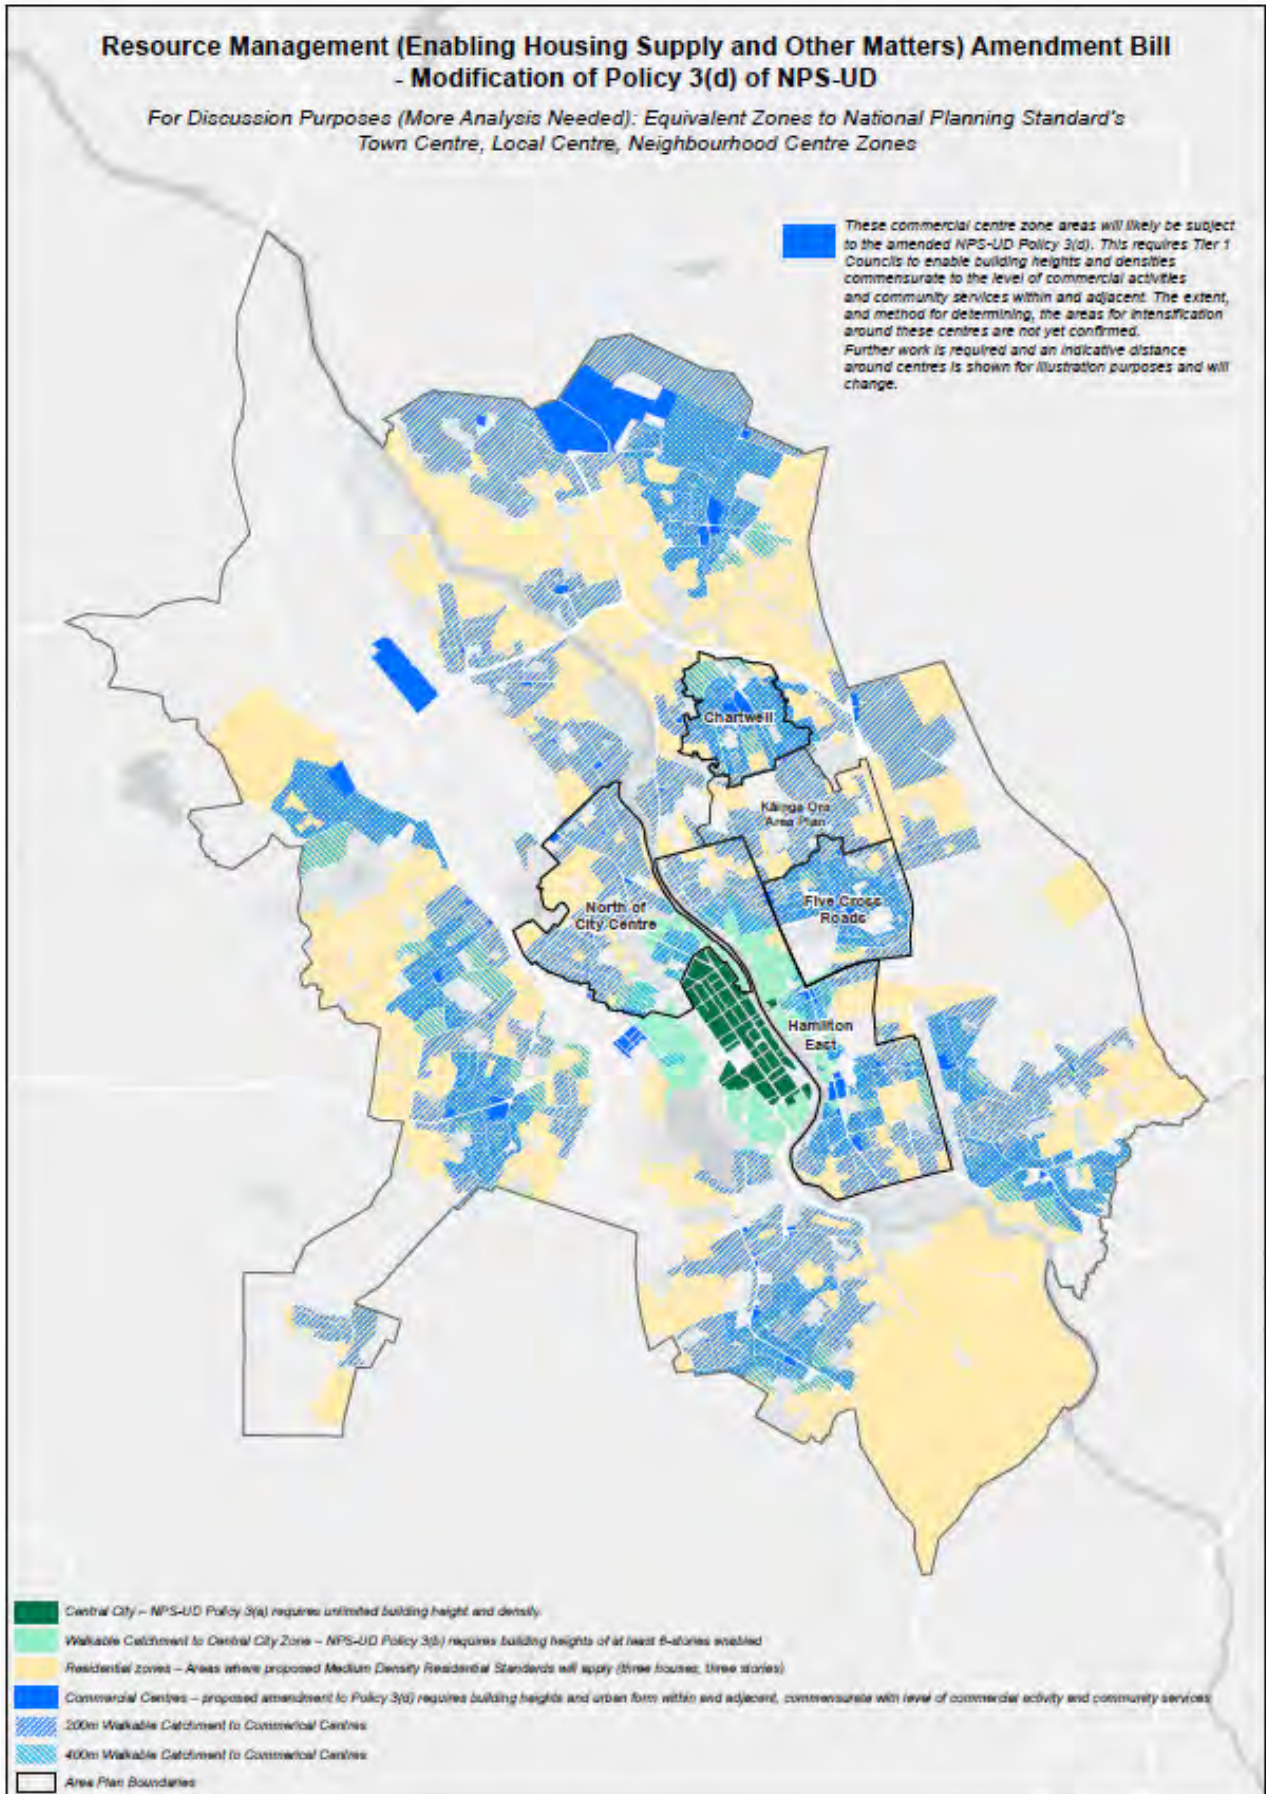 Resource Management (Enabling Housing Supply and Other Matters) Amendment Bill
- Modification of Policy 3(d) of NPS-UD
For Discussion Purposes (More Analysis Needed): Equivalent Zones to National Planning Standard's
Town Centre, Local Centre, Neighbourhood Centre Zones
These commercial centre zone areas will likely be subject
to the amended NPS-UD Policy 3(d). This requires Tier 1
Councils to enable building heights and densities
commensurate to the level of commercial activities
and community services within and adjacent. The extent,
and method for determining, the areas for intensification
around these centres are not yet confirmed.
Further work is required and an indicative distance
around centres is shown for illustration purposes and will
change.
Chartwell
Kāinga Ora
Area Plan
Five Cross
Roads
North of
City Centre
Hamilton
East
Central City – NPS-UD Policy 3(a) requires unlimited building height and density.
Walkable Catchment to Central City Zone – NPS-UD Policy 3(b) requires building heights of at least 6-stories enabled
Residential zones – Areas where proposed Medium Density Residential Standards will apply (three houses, three stories)
Commercial Centres – proposed amendment to Policy 3(d) requires building heights and urban form within and adjacent, commensurate with level of commercial activity and community services
200m Walkable Catchment to Commerical Centres
400m Walkable Catchment to Commerical Centres
Area Plan Boundaries